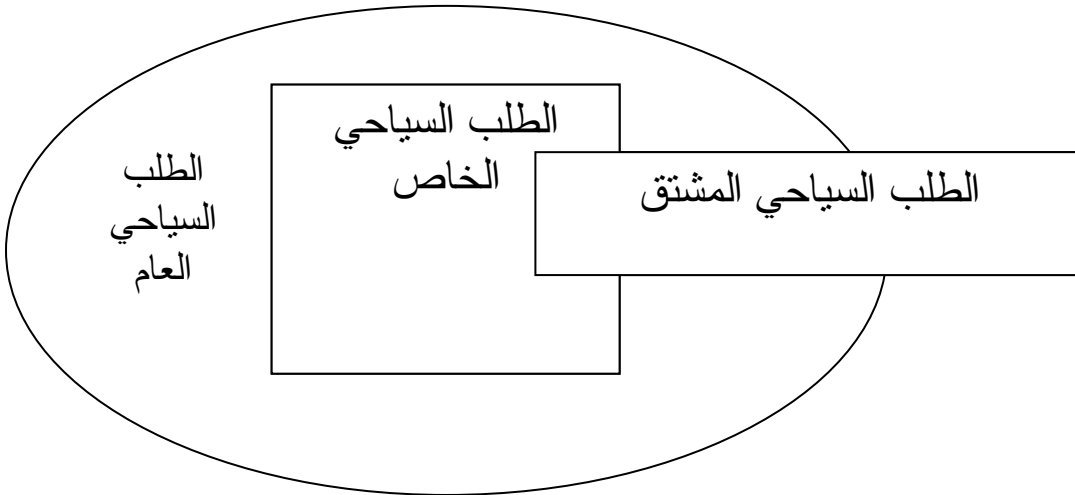 الطلب السياحي
الخاص
الطلب السياحي المشتق
الطلب
السياحي
العام